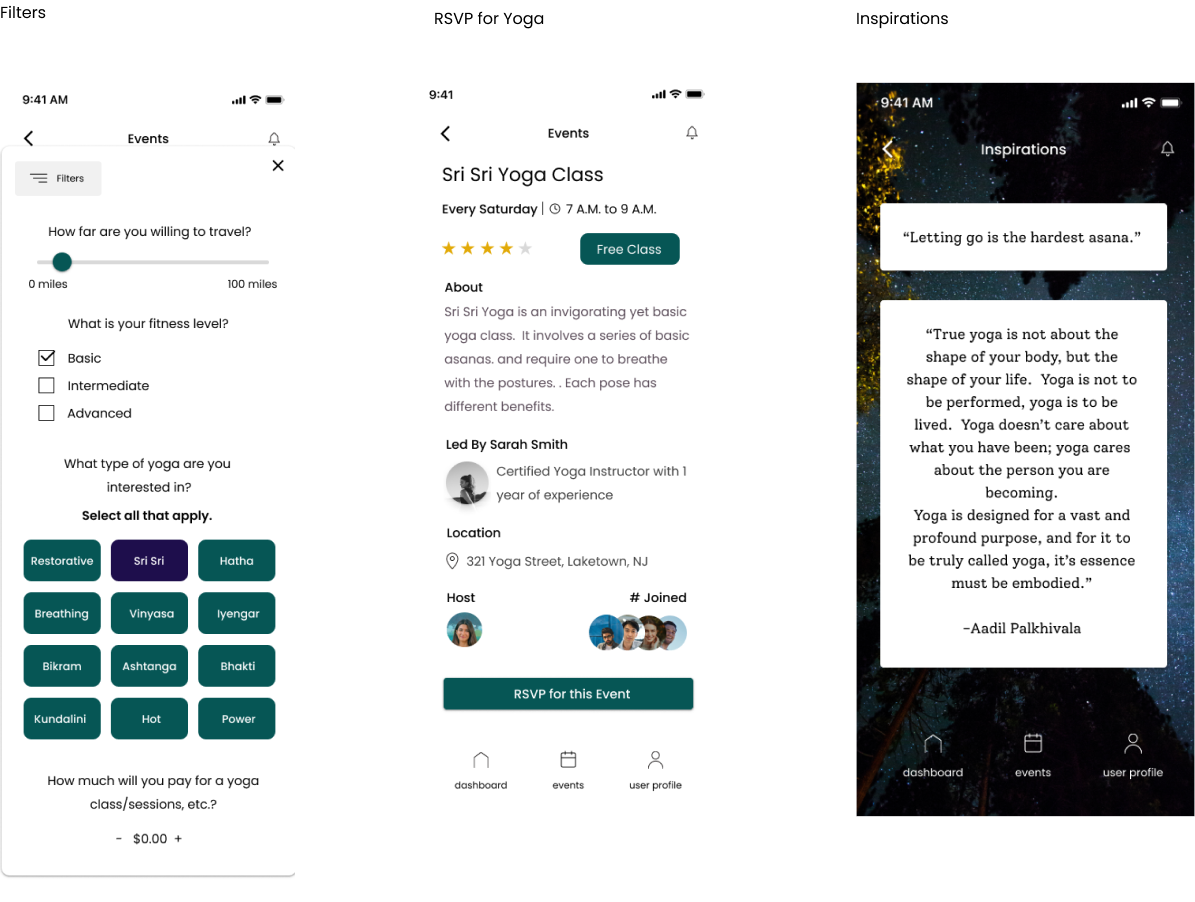 Filters
9:41 AM
Events
Filters
How far are you willing to travel?
0 miles
100 miles
What is your fitness level?
Basic
Intermediate
Advanced
What type of yoga are you
interested in?
Select all that apply.
Restorative
Sri Sri
Hatha
Breathing
Vinyasa
Iyengar
Bikram
Ashtanga
Bhakti
Kundalini
Hot
Power
How much will you pay for a yoga
class/sessions, etc.?
- $0.00 +
RSVP for Yoga
9:41
Events
Sri Sri Yoga Class
Every Saturday | 7 A.M. to 9 A.M.
Free Class
About
Sri Sri Yoga is an invigorating yet basic
yoga class. It involves a series of basic
asanas. and require one to breathe
with the postures. . Each pose has
different benefits.
Led By Sarah Smith
Certified Yoga Instructor with 1
year of experience
Location
321 Yoga Street, Laketown, NJ
Host
# Joined
RSVP for this Event
dashboard
events
user profile
Inspirations
9:41 AM
Inspirations
“Letting go is the hardest asana.”
“True yoga is not about the
shape of your body, but the
shape of your life. Yoga is not to
be performed, yoga is to be
lived. Yoga doesn’t care about
what you have been; yoga cares
about the person you are
becoming.
Yoga is designed for a vast and
profound purpose, and for it to
be truly called yoga, it’s essence
must be embodied.”
-Aadil Palkhivala
dashboard
events
user profile